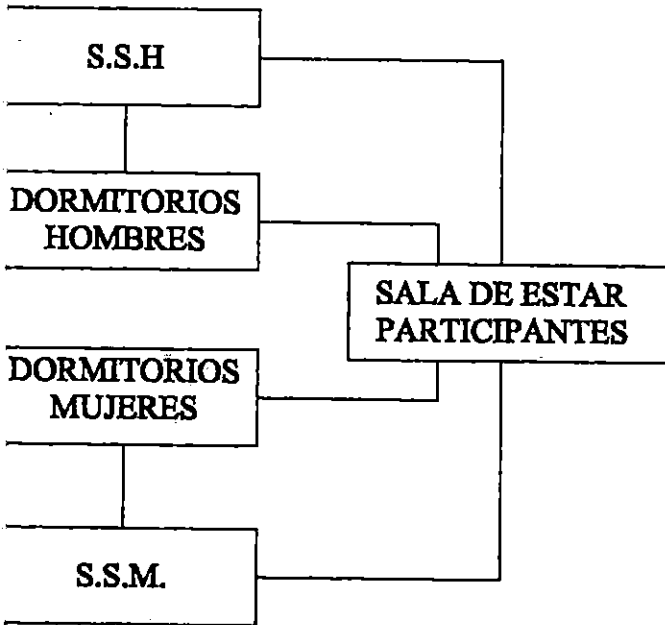 S.S.H
DORMITORIOS
HOMBRES
SALA DE ESTAR
PARTICIPANTES
DORMITORIOS
MUJERES
S.S.M.